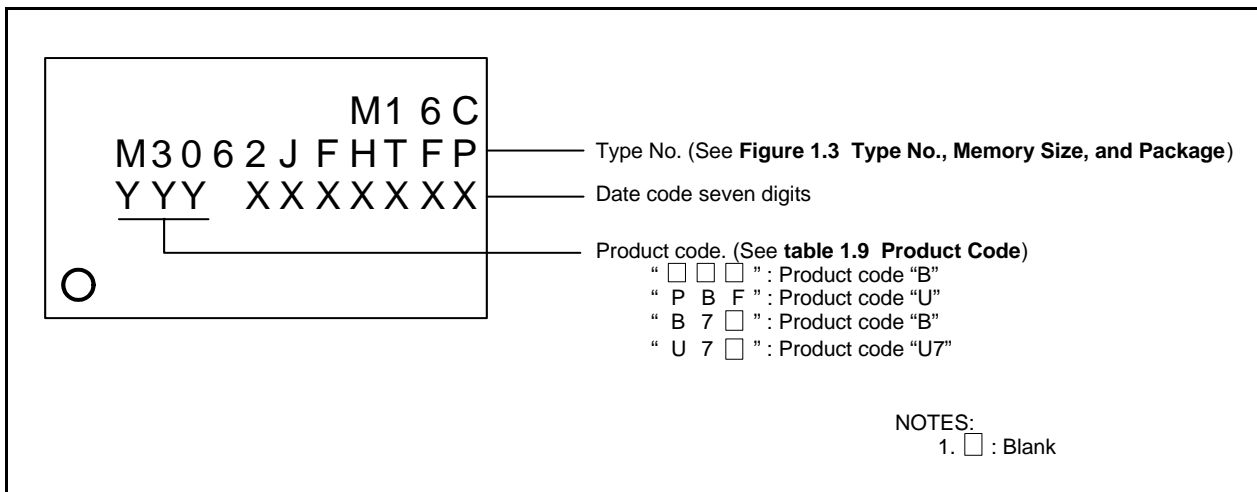 M16C
M3062JFHTFP
YYY XXXXXXX
Type No. (See Figure 1.3 Type No., Memory Size, and Package)
Date code seven digits
Product code. (See table 1.9 Product Code)
“ □ □ □ ” : Product code “B”
“ P B F ” : Product code “U”
“ B 7 □ ” : Product code “B”
“ U 7 □ ” : Product code “U7”
NOTES:
1. □ : Blank